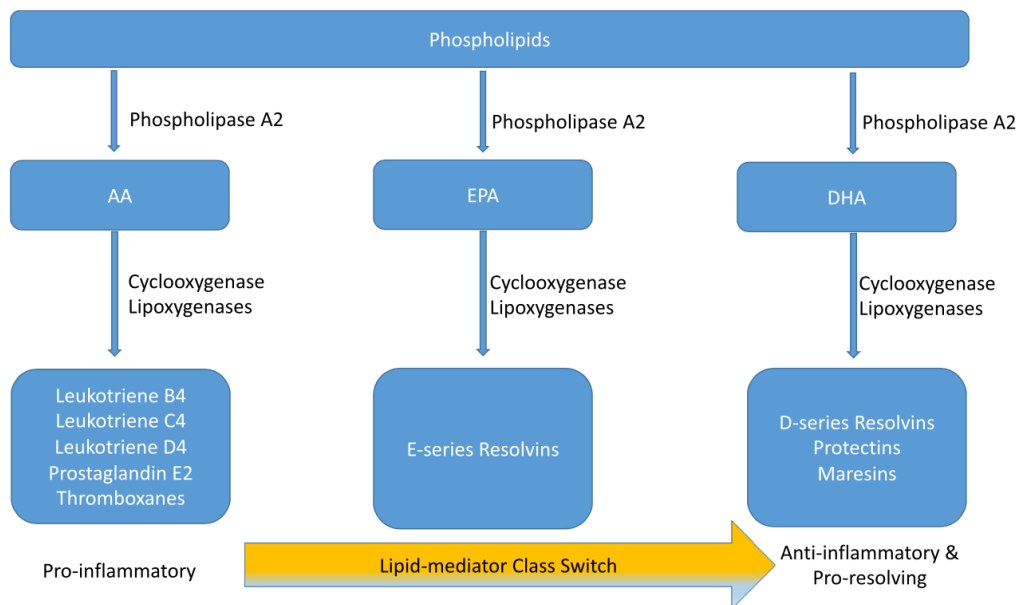 Phospholipids
Phospholipase A2
Phospholipase A2
Phospholipase A2
AA
EPA
DHA
Cyclooxygenase
Lipoxygenases
Cyclooxygenase
Lipoxygenases
Cyclooxygenase
Lipoxygenases
Leukotriene B4
Leukotriene C4
Leukotriene D4
Prostaglandin E2
Thromboxanes
E-series Resolvins
D-series Resolvins
Protectins
Maresins
Pro-inflammatory
Lipid-mediator Class Switch
Anti-inflammatory &
Pro-resolving